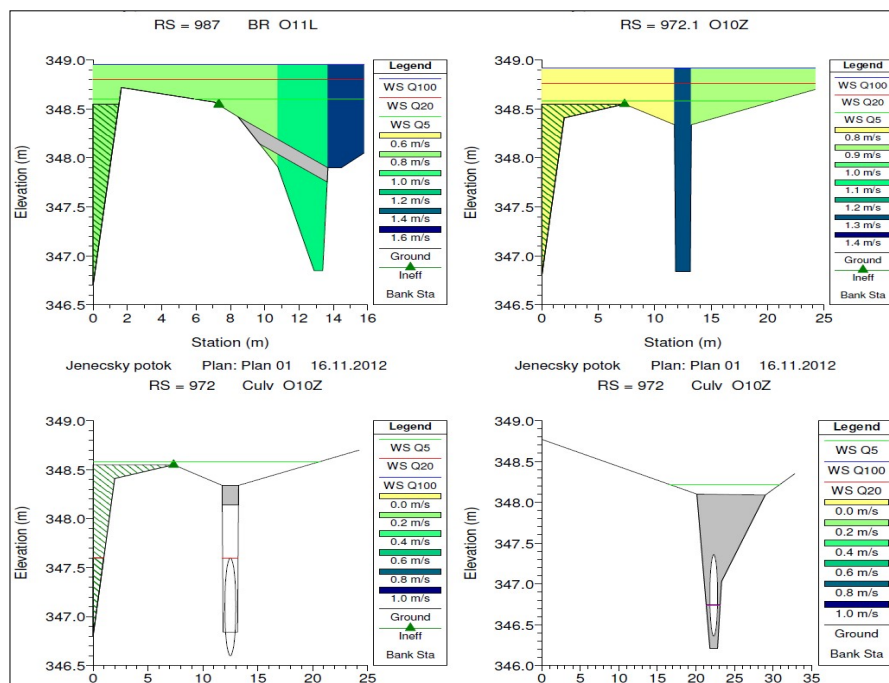 RS = 987 BR O11L
349.0
348.5
348.0
347.5
347.0
346.5
Elevation (m)
0 2 4 6 8 10 12 14 16
Station (m)
Legend
WS Q100
WS Q20
WS Q5
0.6 m/s
0.8 m/s
1.0 m/s
1.2 m/s
1.4 m/s
1.6 m/s
Ground
Ineff
Bank Sta
RS = 972.1 O10Z
349.0
348.5
348.0
347.5
347.0
346.5
Elevation (m)
0 5 10 15 20 25
Station (m)
Legend
WS Q100
WS Q20
WS Q5
0.8 m/s
0.9 m/s
1.0 m/s
1.1 m/s
1.2 m/s
1.3 m/s
1.4 m/s
Ground
Ineff
Bank Sta
Jenecsky potok Plan: Plan 01 16.11.2012
RS = 972 Culv O10Z
349.0
348.5
348.0
347.5
347.0
346.5
Elevation (m)
0 5 10 15 20 25
Legend
WS Q5
WS Q20
WS Q100
0.0 m/s
0.2 m/s
0.4 m/s
0.6 m/s
0.8 m/s
1.0 m/s
Ground
Ineff
Bank Sta
Jenecsky potok Plan: Plan 01 16.11.2012
RS = 972 Culv O10Z
349.0
348.5
348.0
347.5
347.0
346.5
346.0
Elevation (m)
0 5 10 15 20 25 30 35
Legend
WS Q5
WS Q100
WS Q20
0.0 m/s
0.2 m/s
0.4 m/s
0.6 m/s
0.8 m/s
1.0 m/s
Ground
Bank Sta